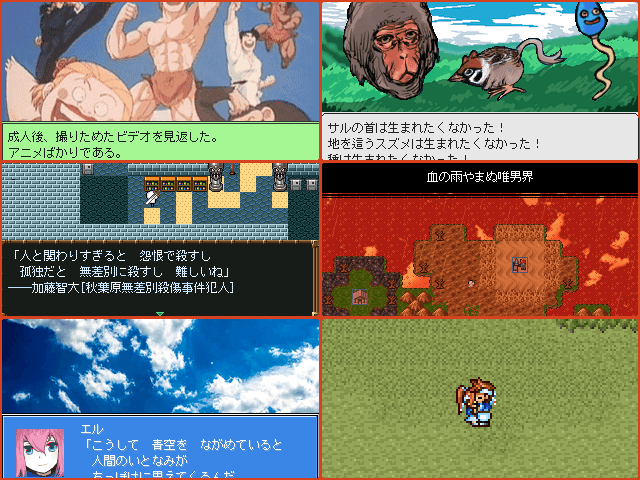 成人後、撮りためたビデオを見返した。
アニメばかりである。
サルの首は生まれたくなかった！
地を這うスズメは生まれたくなかった！
種は生まれたくなかった！
「人と関わりすぎると　怨恨で殺すし
孤独だと　無差別に殺すし　難しいね」
――加藤智大[秋葉原無差別殺傷事件犯人]
血の雨やまぬ唯男界
エル
「こうして　青空を　ながめていると
人間のいとなみが
ちっぽけに思えてくるんだ